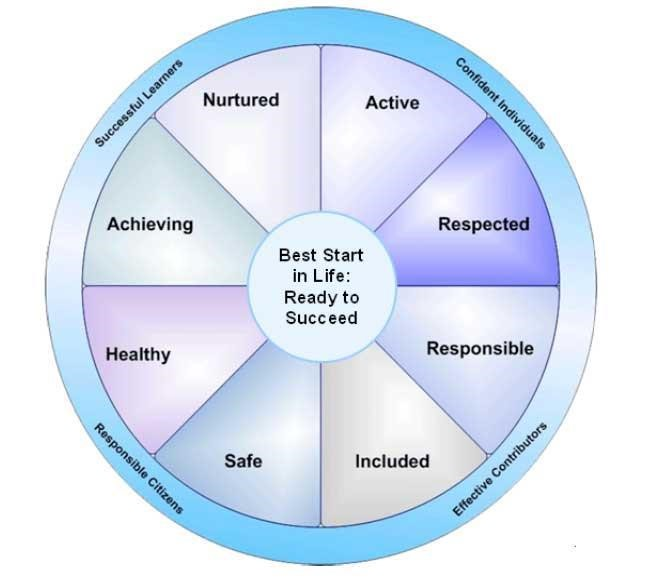 Successful Learners
Confident Individuals
Nurtured
Active
Achieving
Respected
Best Start
in Life:
Ready to
Succeed
Healthy
Responsible
Safe
Included
Responsible Citizens
Effective Contributors